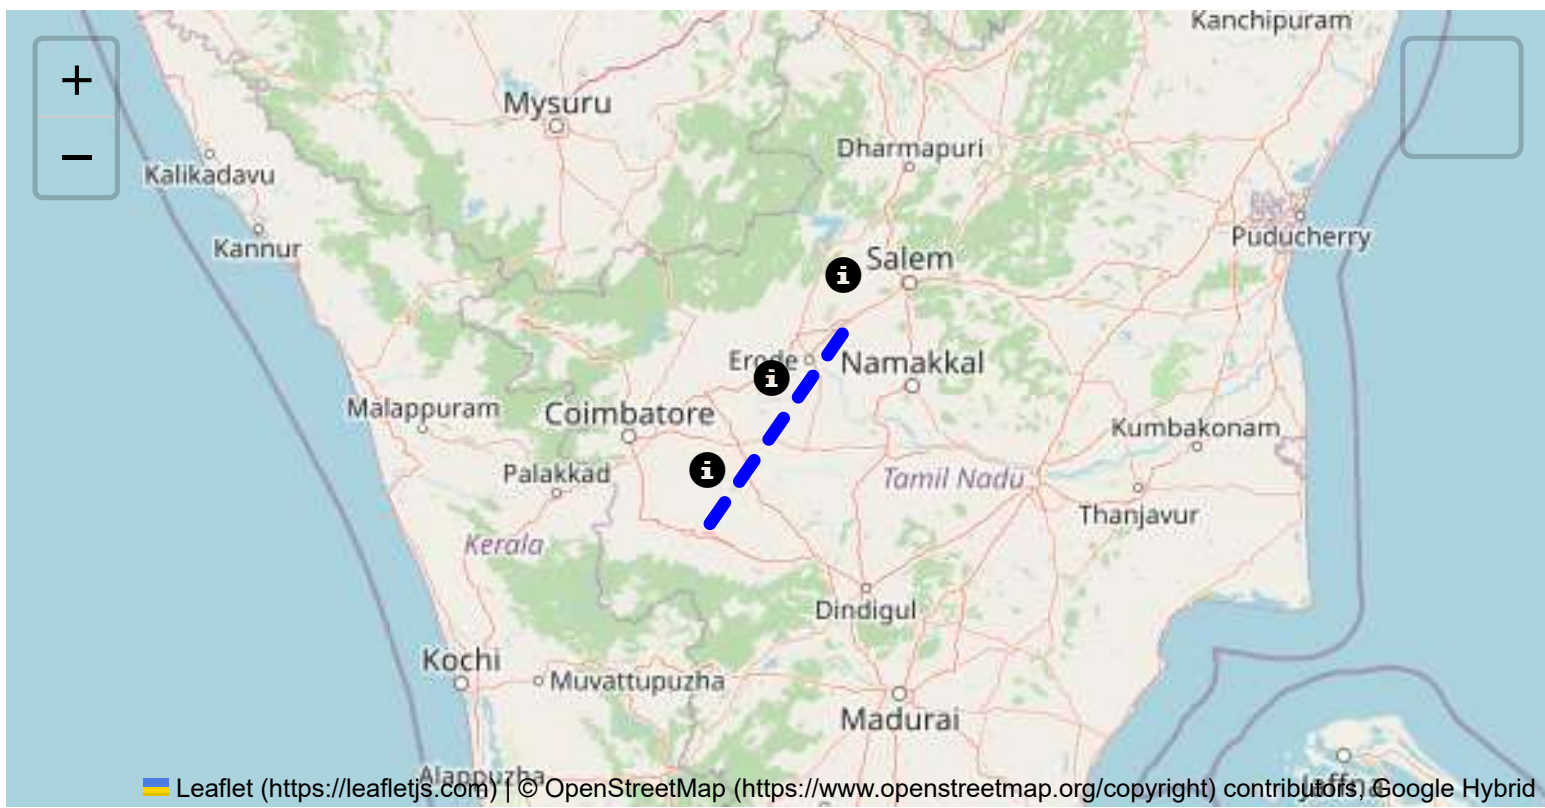 Kanchipuram
+
Mysuru
−
Dharmapuri
Kalikadavu
Kannur
Puducherry
Salem
i
Erode
Namakkal
i
Malappuram
Coimbatore
Kumbakonam
i
Palakkad
Tamil Nadu
Thanjavur
Kerala
Dindigul
Kochi
Muvattupuzha
Madurai
Alappuzha
Leaflet (https://leafletjs.com) | © OpenStreetMap (https://www.openstreetmap.org/copyright) contributors, Google Hybrid